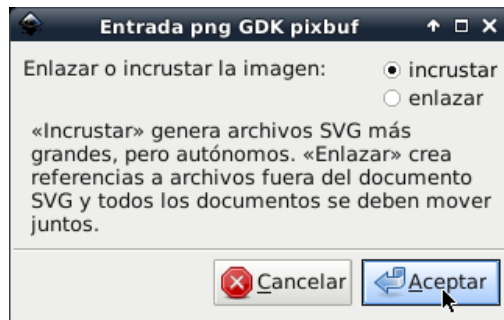 Entrada png GDK pixbuf
Enlazar o incrustar la imagen:
incrustar
enlazar
«Incrustar» genera archivos SVG más
grandes, pero autónomos. «Enlazar» crea
referencias a archivos fuera del documento
SVG y todos los documentos se deben mover
juntos.
Cancelar
Aceptar